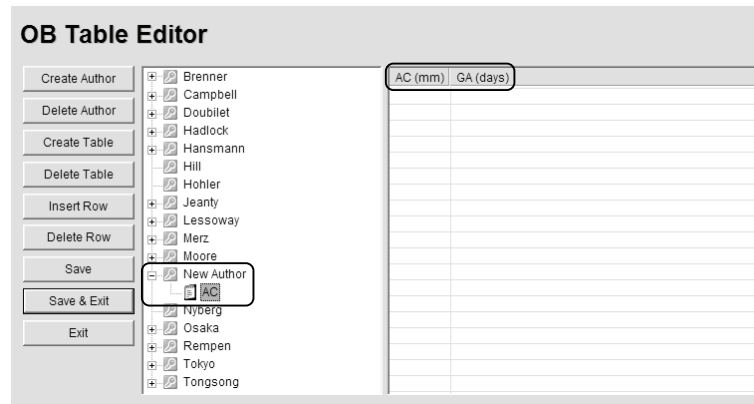 OB Table Editor
Create Author
Delete Author
Create Table
Delete Table
Insert Row
Delete Row
Save
Save & Exit
Exit
Brenner
Campbell
Doubilet
Hadlock
Hansmann
Hill
Hohler
Jeanty
Lessoway
Merz
Moore
New Author
AC
Nyberg
Osaka
Rempen
Tokyo
Tongsong
AC (mm) GA (days)